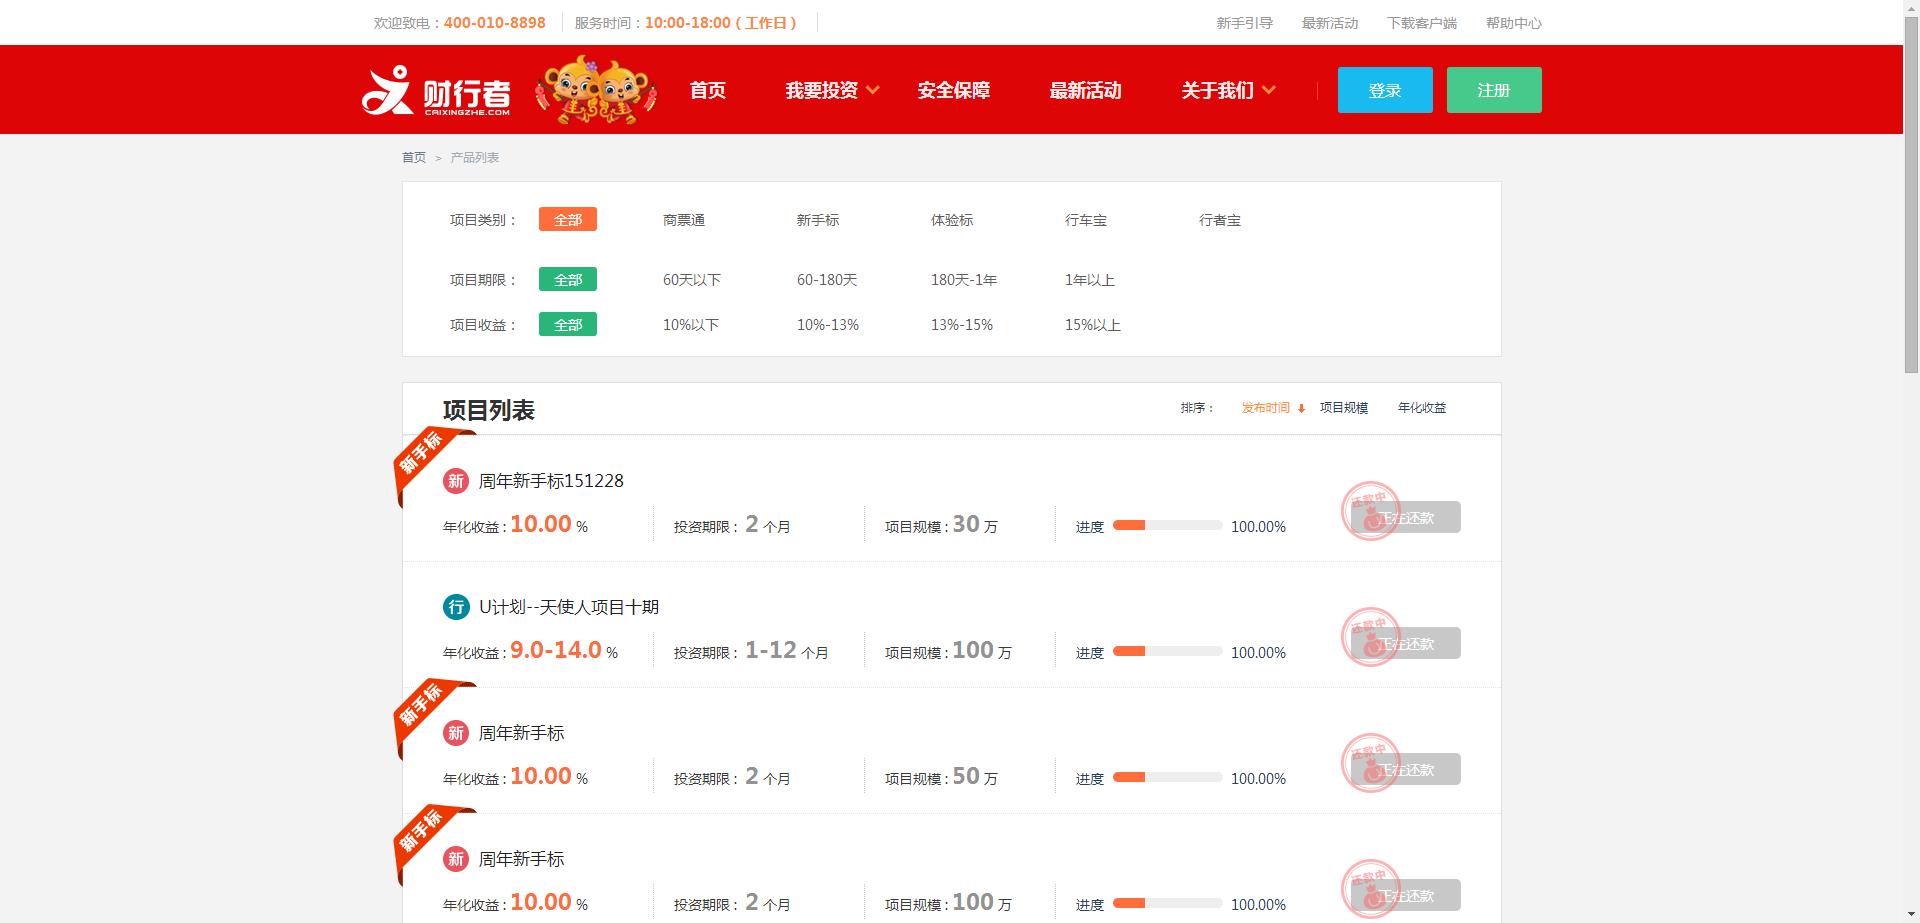 欢迎致电：400-010-8898 服务时间：10:00-18:00（工作日） 新手引导 最新活动 下载客户端 帮助中心
财行者 首页 我要投资 安全保障 最新活动 关于我们 登录 注册
CAIXINGZHE.COM
首页 > 产品列表
项目类别： 全部 商票通 新手标 体验标 行车宝 行者宝
项目期限： 全部 60天以下 60-180天 180天-1年 1年以上
项目收益： 全部 10%以下 10%-13% 13%-15% 15%以上
项目列表 排序： 发布时间 项目规模 年化收益
新手标
新 周年新手标151228
年化收益 : 10.00 % 投资期限： 2 个月 项目规模 : 30 万 进度 100.00% 还款中 正在还款
行 U计划--天使人项目十期
年化收益 : 9.0-14.0 % 投资期限： 1-12 个月 项目规模 : 100 万 进度 100.00% 还款中 正在还款
新手标
新 周年新手标
年化收益 : 10.00 % 投资期限： 2 个月 项目规模 : 50 万 进度 100.00% 还款中 正在还款
新手标
新 周年新手标
年化收益 : 10.00 % 投资期限： 2 个月 项目规模 : 100 万 进度 100.00% 还款中 正在还款